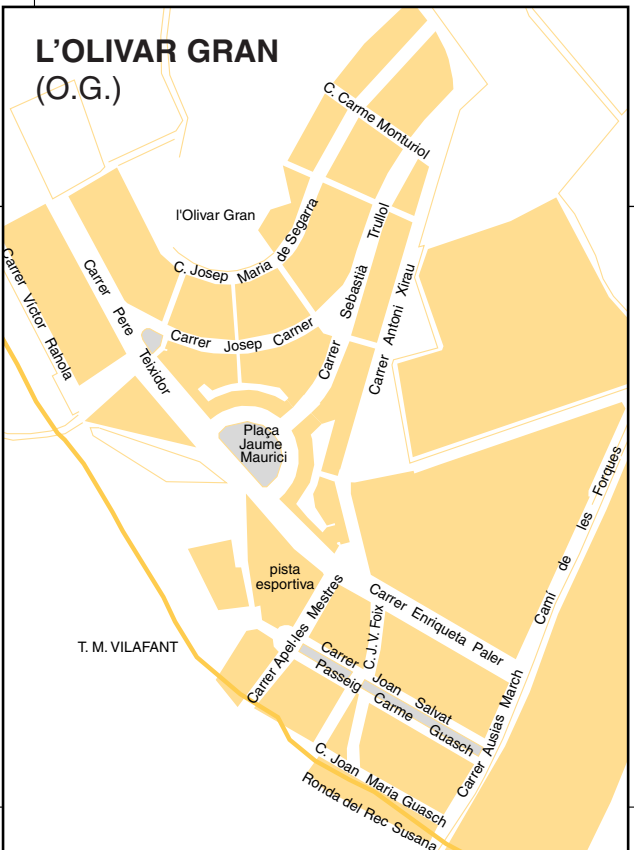 L'OLIVAR GRAN
(O.G.)
C. Carme Monturiol
l'Olivar Gran
C. Josep Maria de Segarra
Carrer Sebastià Trullol
Carrer Antoni Xirau
Carrer Víctor Rahola
Carrer Pere Teixidor
Carrer Josep Carner
Plaça
Jaume
Maurici
Camí de les Forques
pista
esportiva
Carrer Apel·les Mestres
C. J. V. Foix
Carrer Enriqueta Paler
T. M. VILAFANT
Carrer Joan Salvat
Passeig Carme Guasch
Carrer Ausias March
C. Joan Maria Guasch
Ronda del Rec Susana